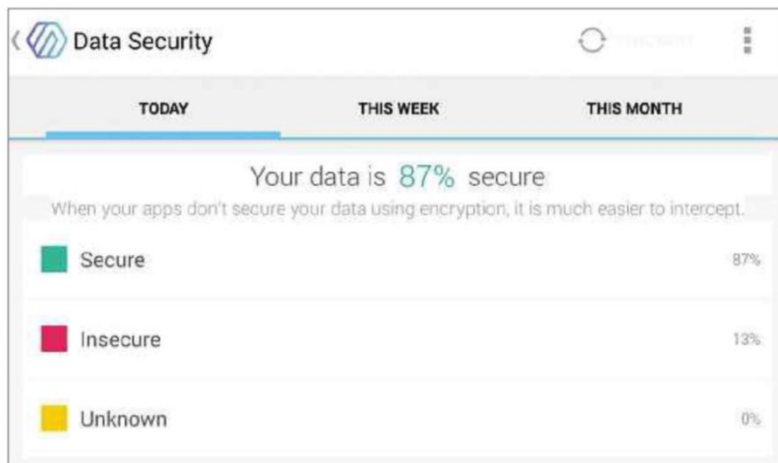 Data Security
TODAY THIS WEEK THIS MONTH
Your data is 87% secure
When your apps don't secure your data using encryption, it is much easier to intercept.
Secure 87%
Insecure 13%
Unknown 0%